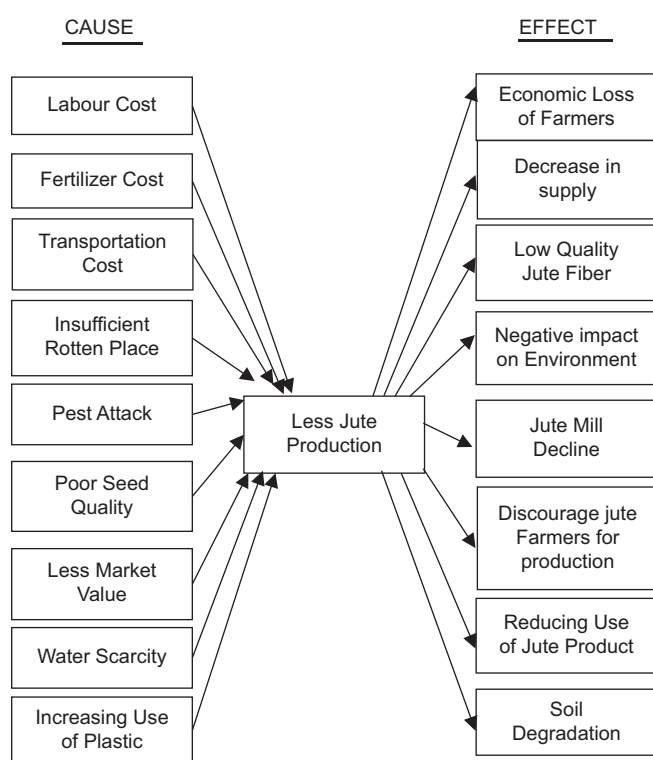 CAUSE
EFFECT
Labour Cost
Fertilizer Cost
Transportation
Cost
Insufficient
Rotten Place
Pest Attack
Poor Seed
Quality
Less Market
Value
Water Scarcity
Increasing Use
of Plastic
Less Jute
Production
Economic Loss
of Farmers
Decrease in
supply
Low Quality
Jute Fiber
Negative impact
on Environment
Jute Mill
Decline
Discourage jute
Farmers for
production
Reducing Use
of Jute Product
Soil
Degradation